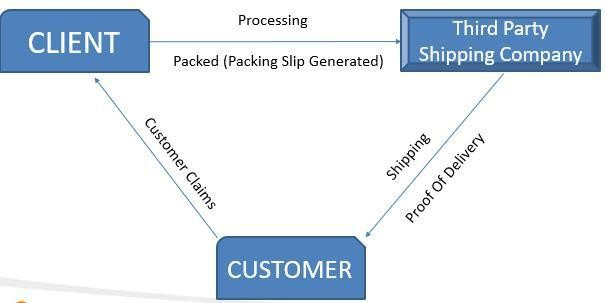 Processing
CLIENT
Third Party
Shipping Company
Packed (Packing Slip Generated)
Customer Claims
Shipping
Proof Of Delivery
CUSTOMER